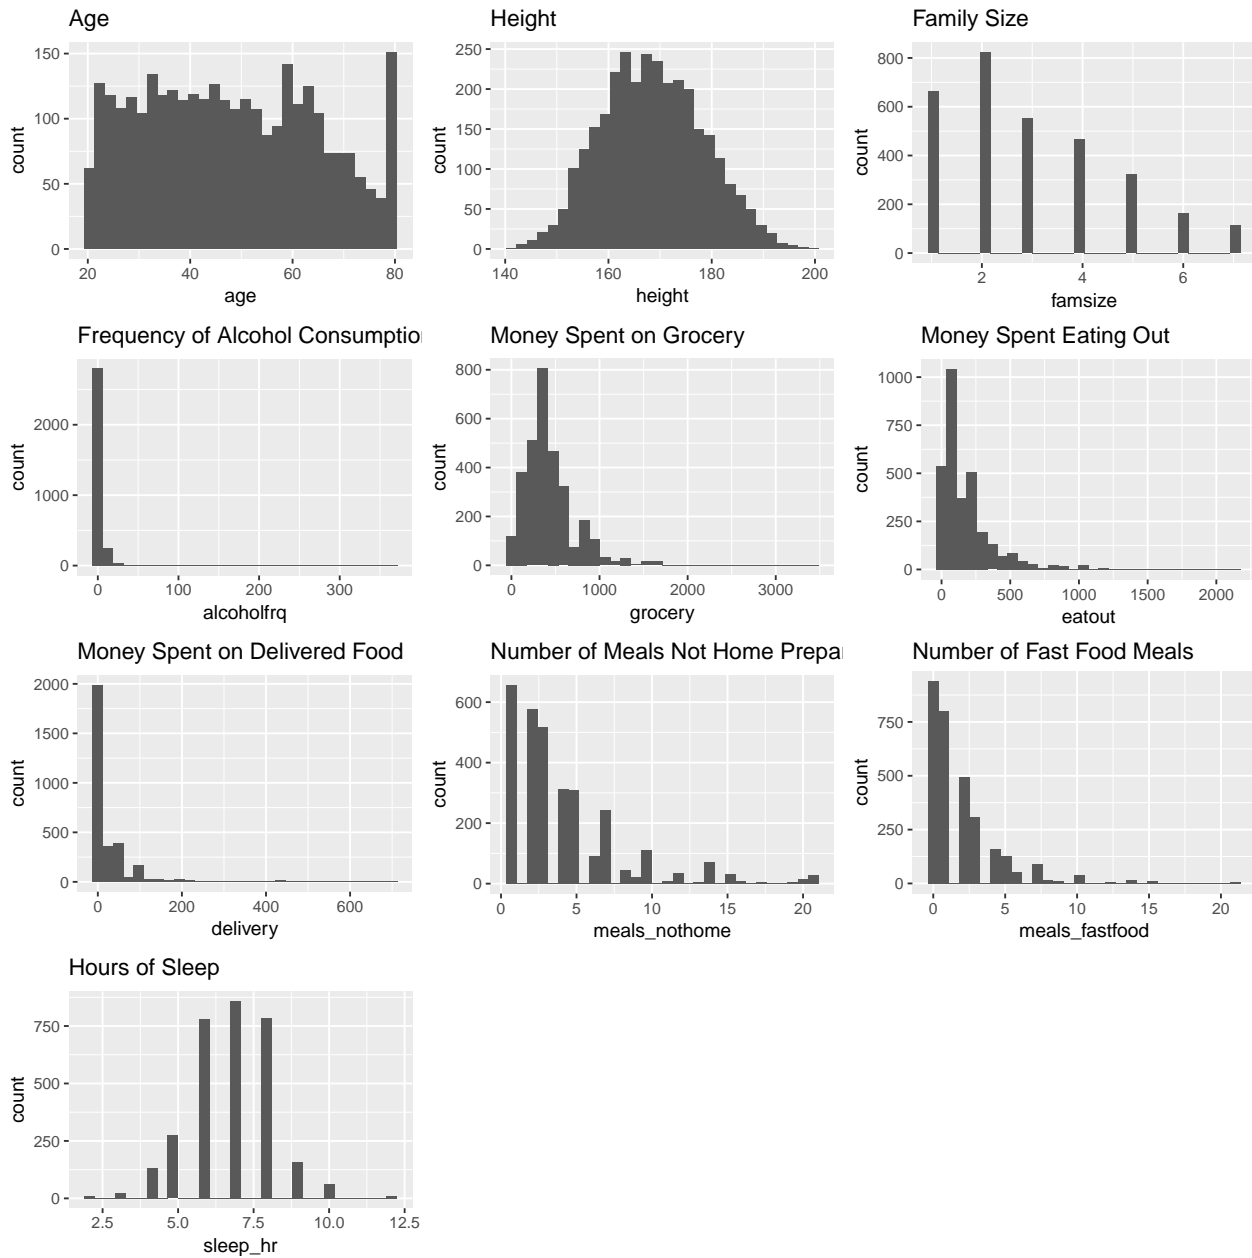 Age
Height
Family Size
150
100
50
0
count
20
40
60
80
age
250
200
150
100
50
0
count
140
160
180
200
height
800
600
400
200
0
count
2
4
6
famsize
Frequency of Alcohol Consumption
Money Spent on Grocery
Money Spent Eating Out
2000
1000
0
count
0
100
200
300
alcoholfrq
800
600
400
200
0
count
0
1000
2000
3000
grocery
1000
750
500
250
0
count
0
500
1000
1500
2000
eatout
Money Spent on Delivered Food
Number of Meals Not Home Prepar
Number of Fast Food Meals
2000
1500
1000
500
0
count
0
200
400
600
delivery
600
400
200
0
count
0
5
10
15
20
meals_nothome
750
500
250
0
count
0
5
10
15
20
meals_fastfood
Hours of Sleep
750
500
250
0
count
2.5
5.0
7.5
10.0
12.5
sleep_hr